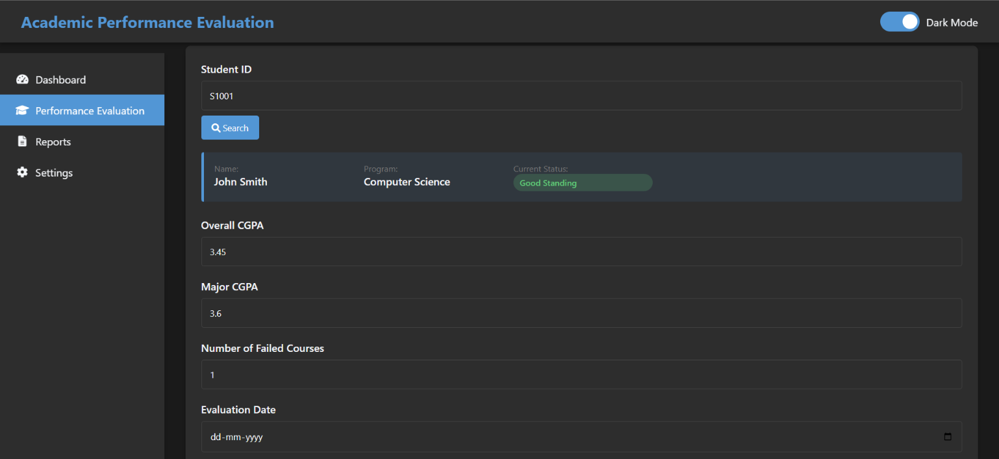 Academic Performance Evaluation
Dark Mode
Dashboard
Performance Evaluation
Reports
Settings
Student ID
S1001
Search
Name:
John Smith
Program:
Computer Science
Current Status:
Good Standing
Overall CGPA
3.45
Major CGPA
3.6
Number of Failed Courses
1
Evaluation Date
dd-mm-yyyy